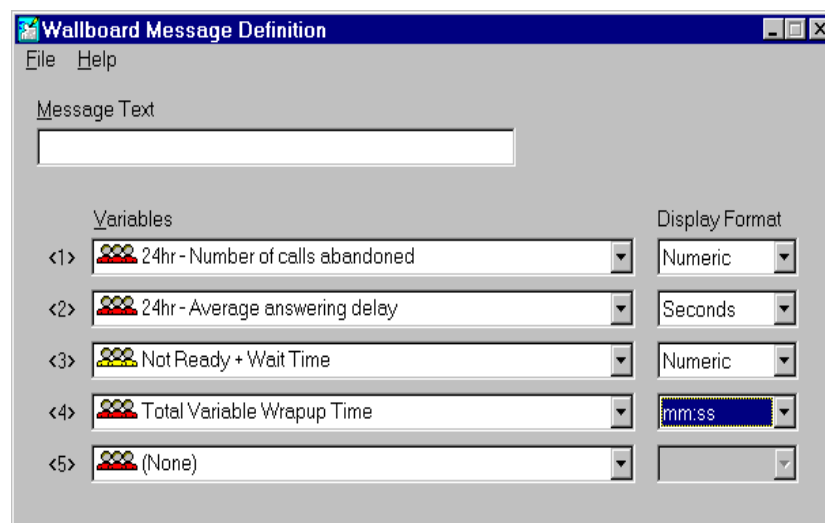 Wallboard Message Definition
File Help
Message Text
Variables Display Format
<1> 24hr - Number of calls abandoned Numeric
<2> 24hr - Average answering delay Seconds
<3> Not Ready + Wait Time Numeric
<4> Total Variable Wrapup Time mm:ss
<5> (None)